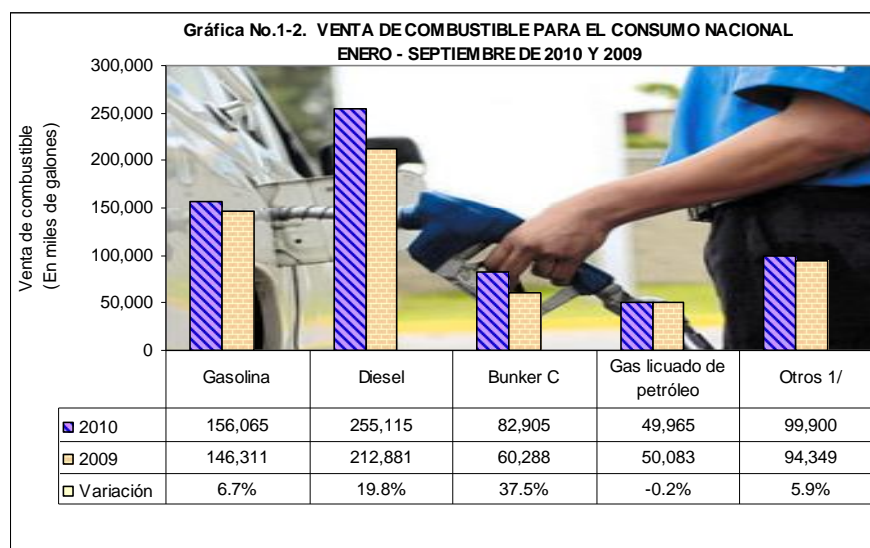 Gráfica No.1-2. VENTA DE COMBUSTIBLE PARA EL CONSUMO NACIONAL
ENERO - SEPTIEMBRE DE 2010 Y 2009
Venta de combustible
(En miles de galones)
300,000
250,000
200,000
150,000
100,000
50,000
0
Gasolina Diesel Bunker C Gas licuado de petróleo Otros 1/
2010 156,065 255,115 82,905 49,965 99,900
2009 146,311 212,881 60,288 50,083 94,349
Variación 6.7% 19.8% 37.5% -0.2% 5.9%